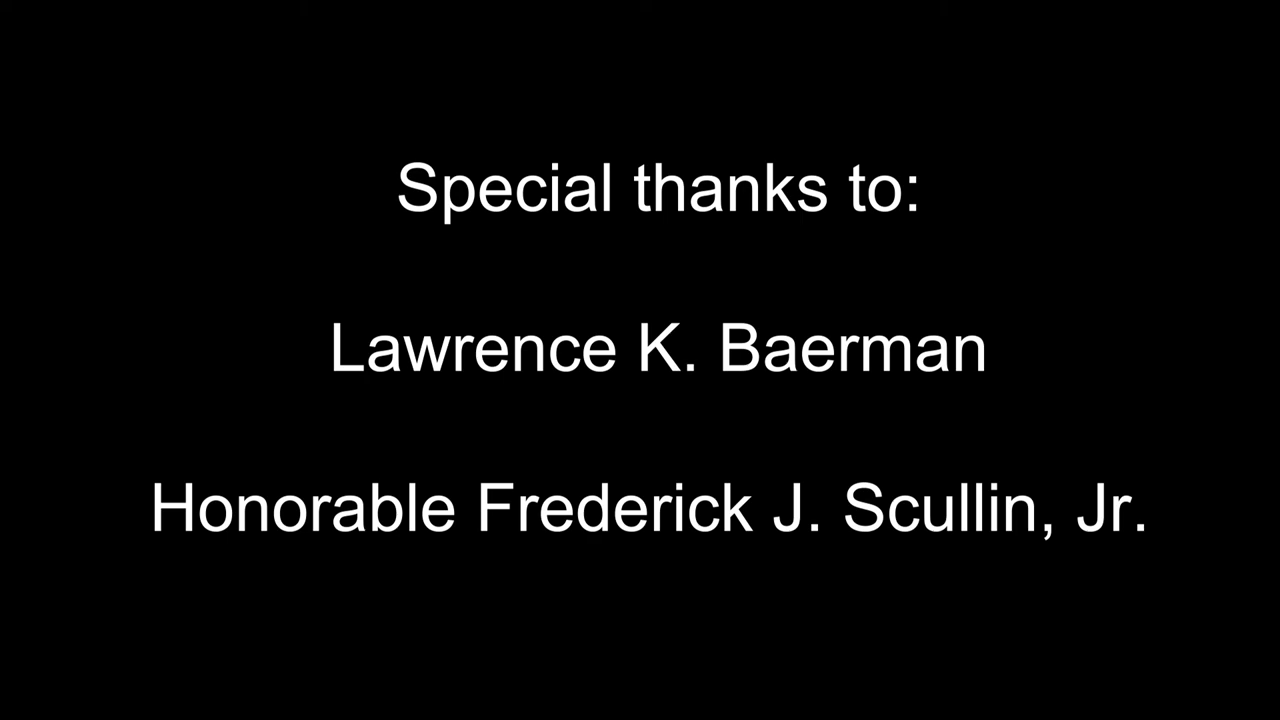 Special thanks to:
Lawrence K. Baerman
Honorable Frederick J. Scullin, Jr.